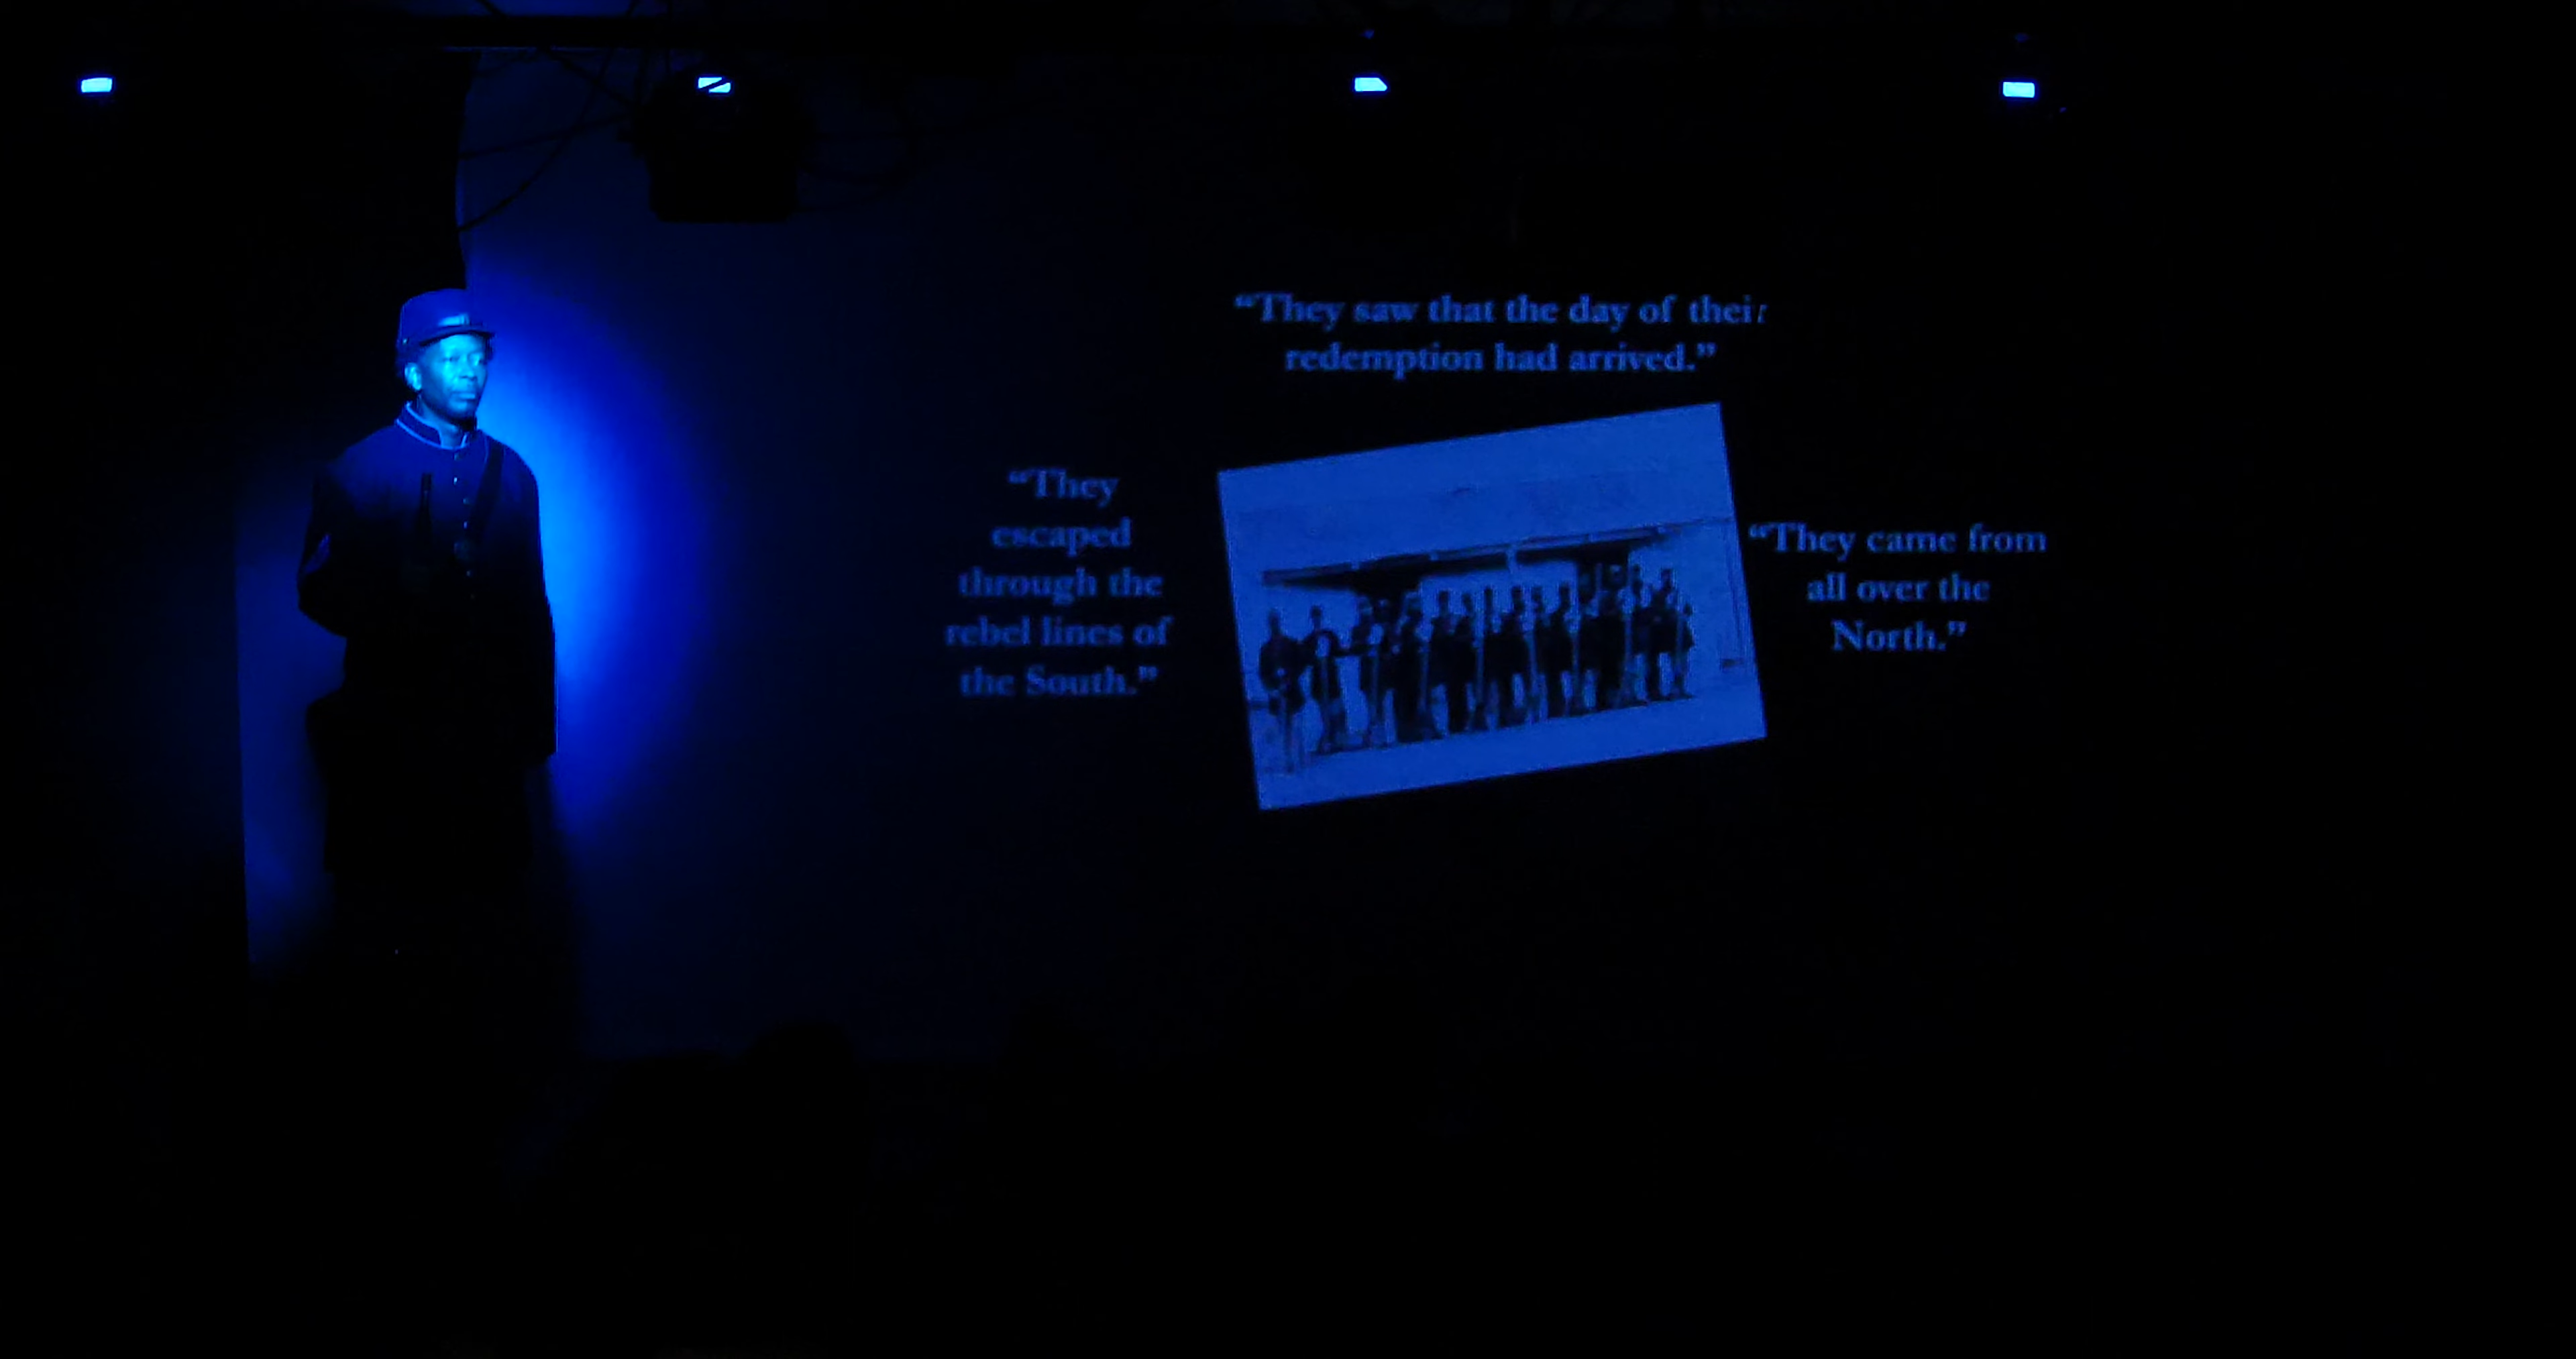 “They saw that the day of their
redemption had arrived.”
“They
escaped
through the
rebel lines of
the South.”
“They came from
all over the
North.”